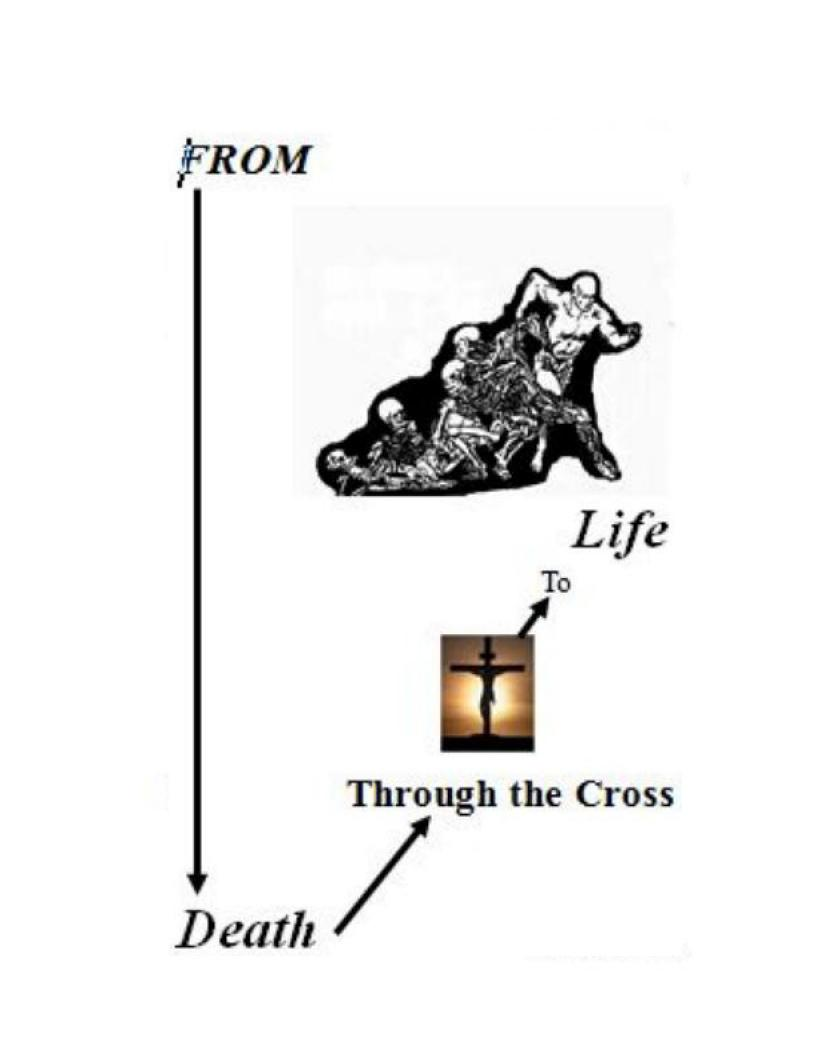 FROM
Death
Through the Cross
To
Life